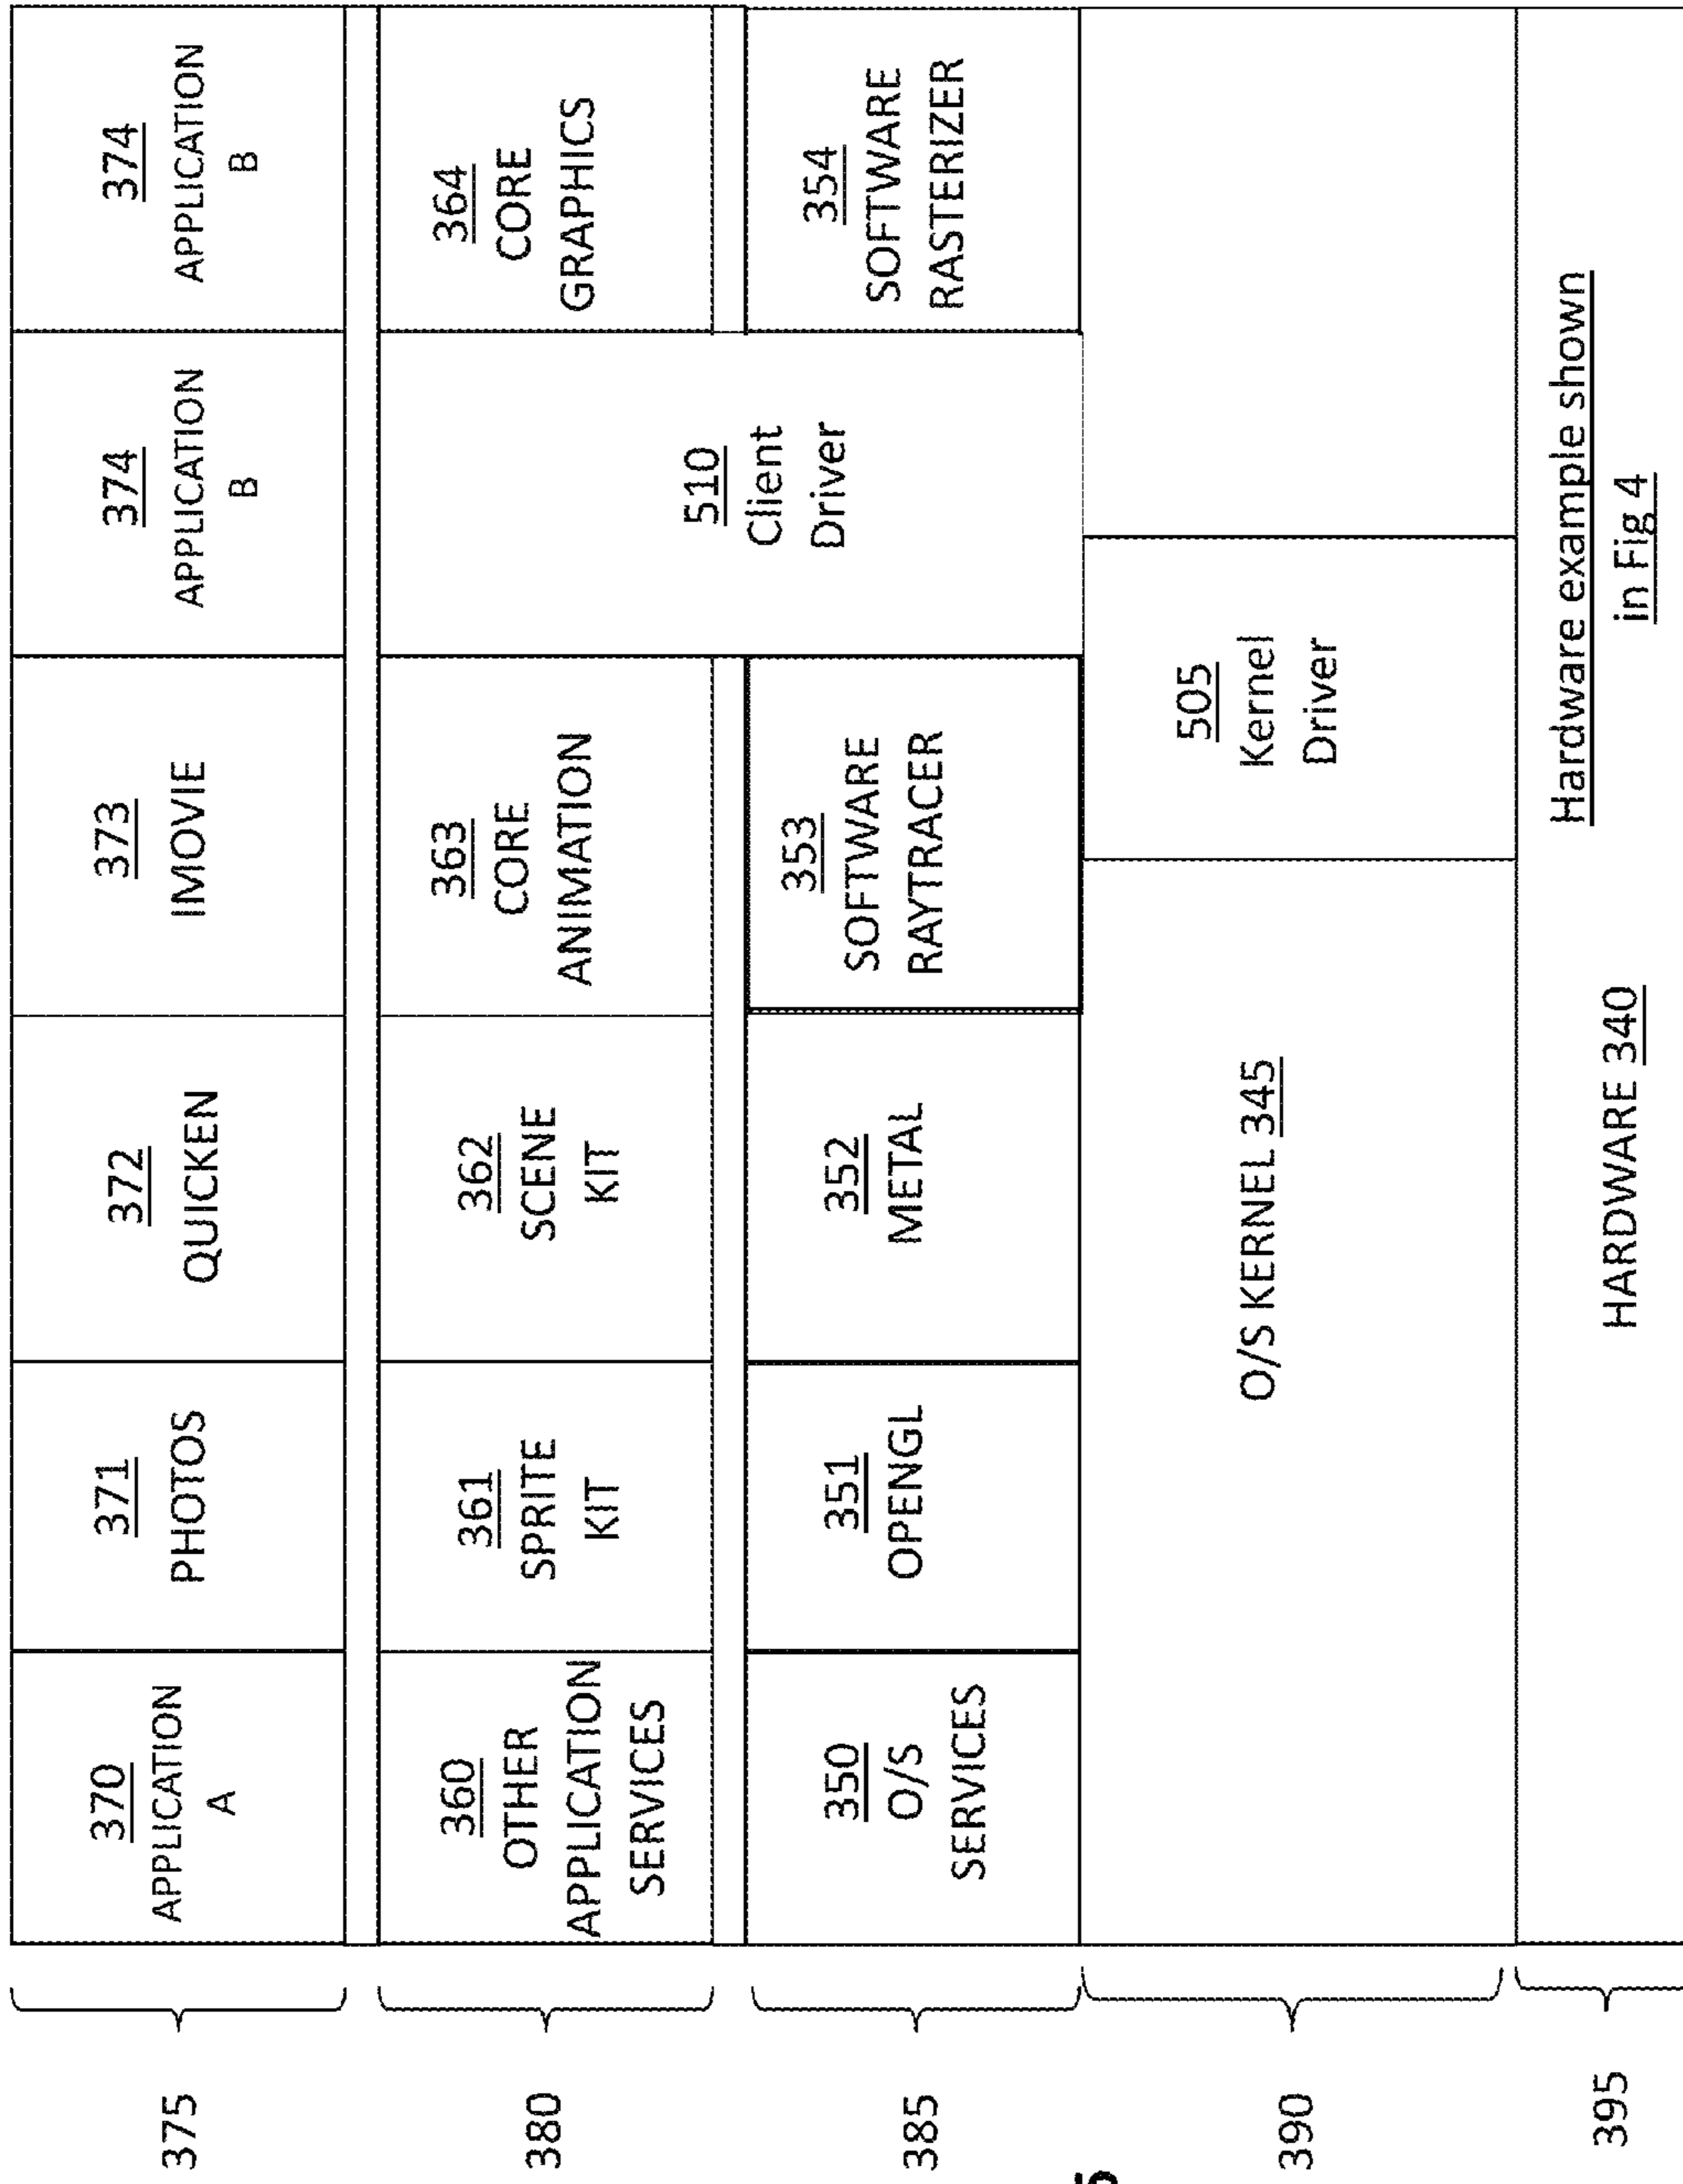 375
370
APPLICATION
A
371
PHOTOS
372
QUICKEN
373
IMOVIE
374
APPLICATION
B
374
APPLICATION
B
380
360
OTHER
APPLICATION
SERVICES
361
SPRITE
KIT
362
SCENE
KIT
363
CORE
ANIMATION
510
Client
Driver
364
CORE
GRAPHICS
385
350
O/S
SERVICES
351
OPENGL
352
METAL
353
SOFTWARE
RAYTRACER
354
SOFTWARE
RASTERIZER
390
O/S KERNEL 345
505
Kernel
Driver
395
HARDWARE 340
Hardware example shown
in Fig 4